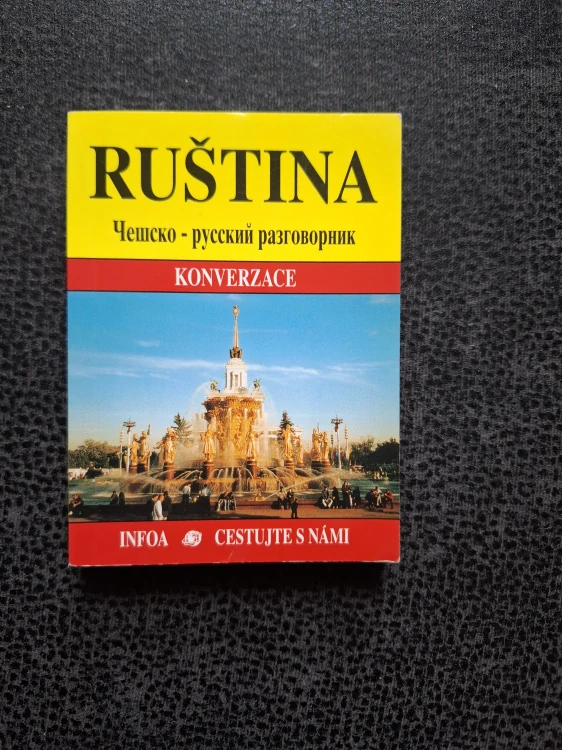 RUŠTINA
Чешско - русский разговорник
KONVERZACE
INFOA CESTUJTE S NÁMI